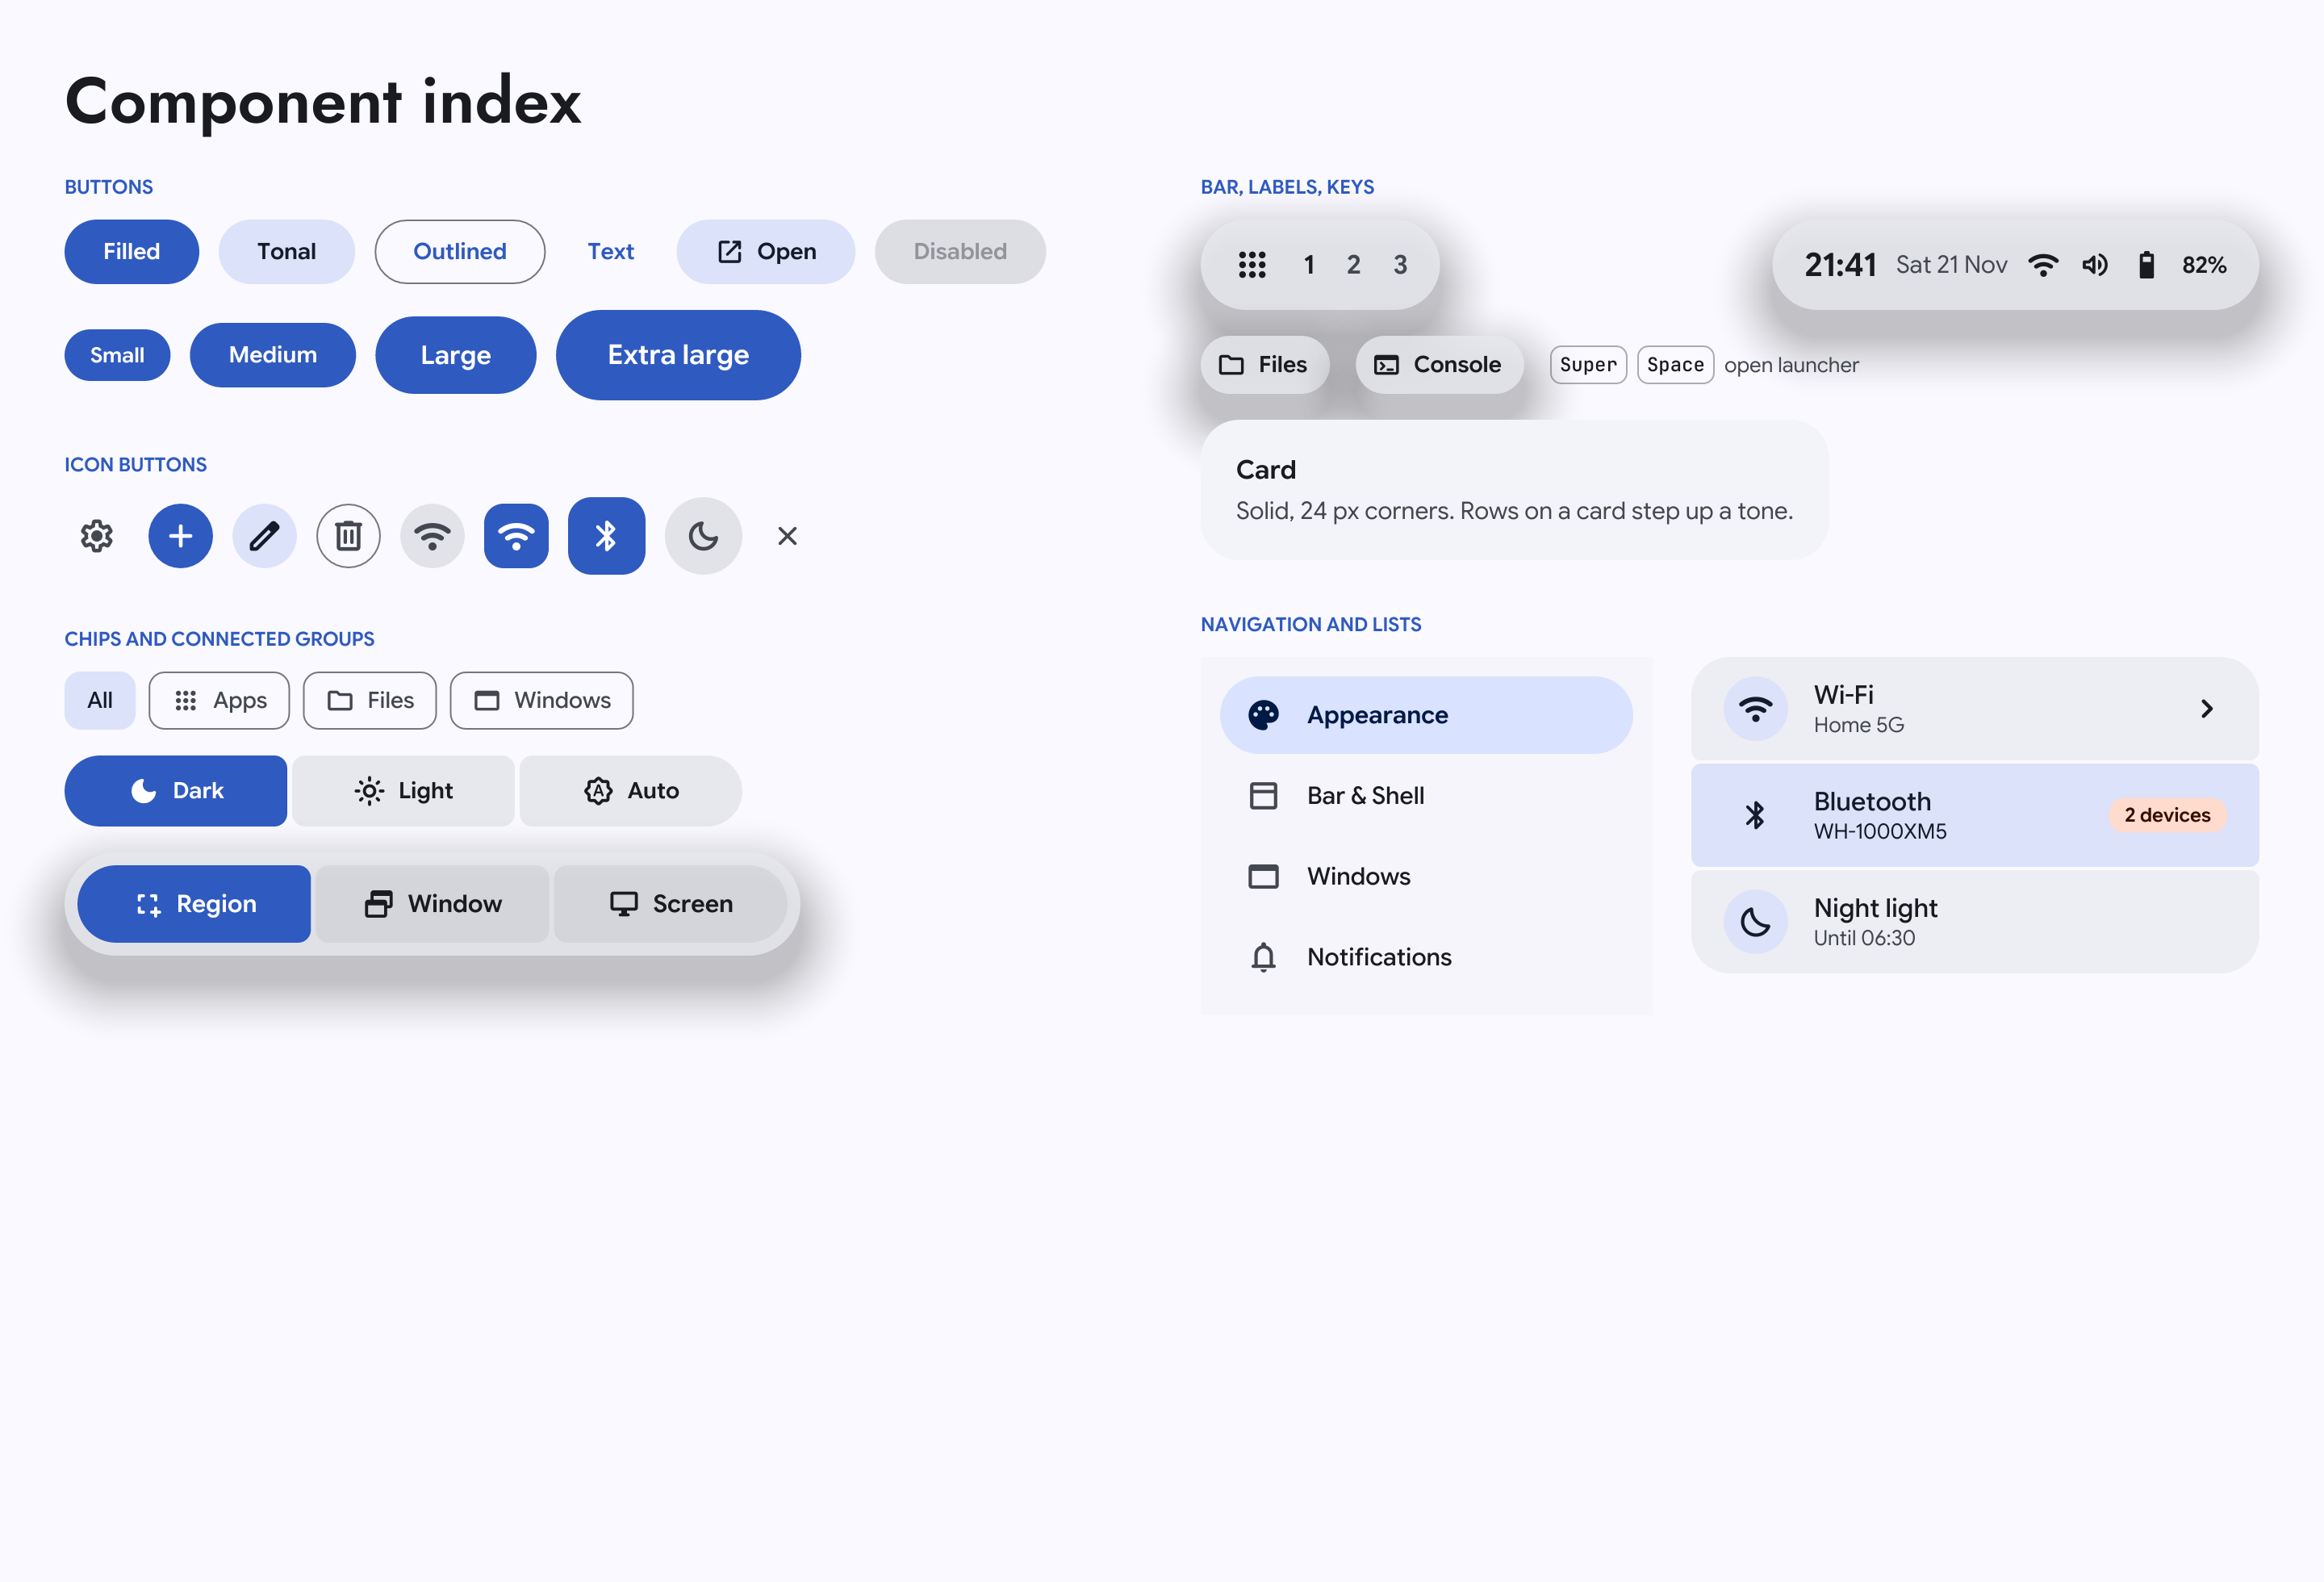 Component index
BUTTONS
Filled
Tonal
Outlined
Text
Open
Disabled
Small
Medium
Large
Extra large
ICON BUTTONS
CHIPS AND CONNECTED GROUPS
All
Apps
Files
Windows
Dark
Light
Auto
Region
Window
Screen
BAR, LABELS, KEYS
1 2 3
21:41 Sat 21 Nov 82%
Files
Console
Super Space open launcher
Card
Solid, 24 px corners. Rows on a card step up a tone.
NAVIGATION AND LISTS
Appearance
Bar & Shell
Windows
Notifications
Wi-Fi
Home 5G
Bluetooth
WH-1000XM5
2 devices
Night light
Until 06:30